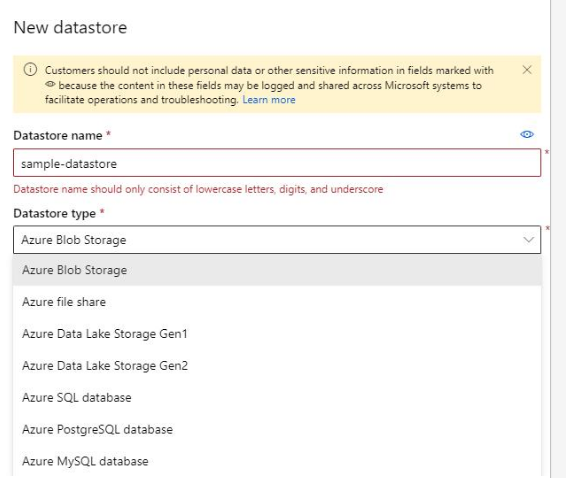 New datastore
Customers should not include personal data or other sensitive information in fields marked with
because the content in these fields may be logged and shared across Microsoft systems to
facilitate operations and troubleshooting. Learn more
Datastore name *
sample-datastore
*
Datastore name should only consist of lowercase letters, digits, and underscore
Datastore type *
*
Azure Blob Storage
Azure Blob Storage
Azure file share
Azure Data Lake Storage Gen1
Azure Data Lake Storage Gen2
Azure SQL database
Azure PostgreSQL database
Azure MySQL database